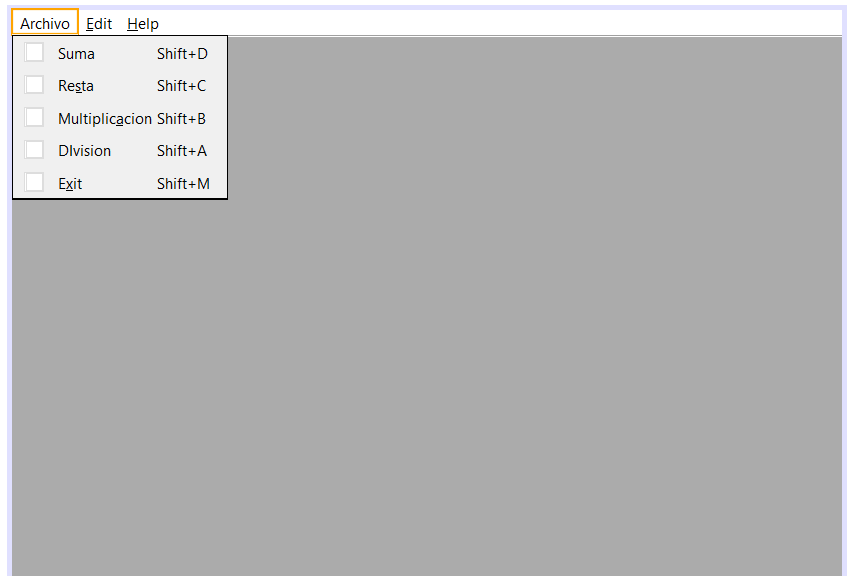 Archivo Edit Help
Suma Shift+D
Resta Shift+C
Multiplicacion Shift+B
DIvision Shift+A
Exit Shift+M